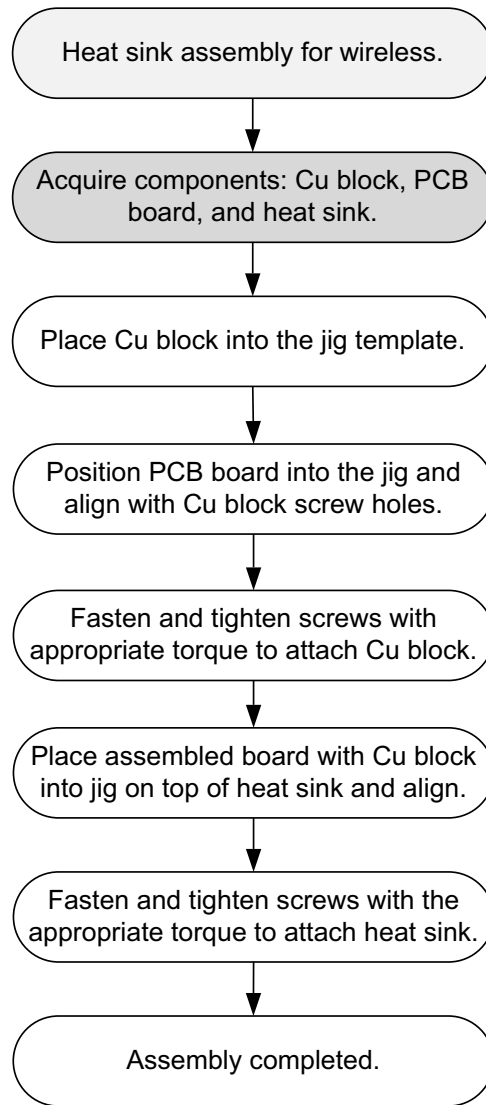 Heat sink assembly for wireless.
Acquire components: Cu block, PCB
board, and heat sink.
Place Cu block into the jig template.
Position PCB board into the jig and
align with Cu block screw holes.
Fasten and tighten screws with
appropriate torque to attach Cu block.
Place assembled board with Cu block
into jig on top of heat sink and align.
Fasten and tighten screws with the
appropriate torque to attach heat sink.
Assembly completed.